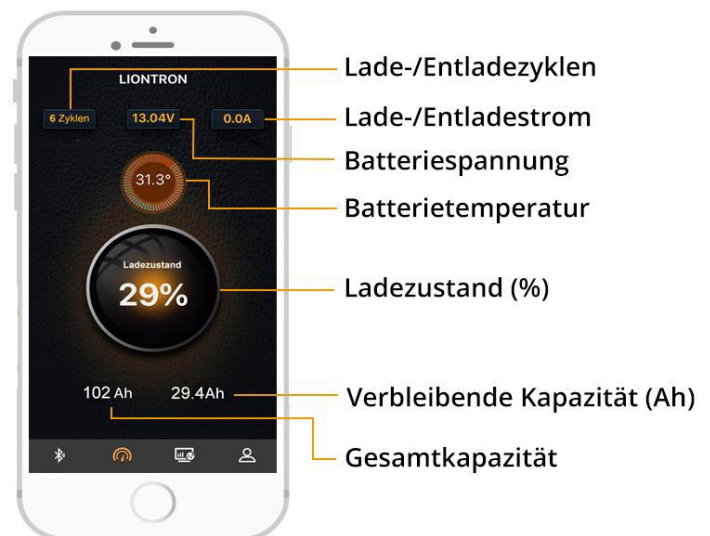 LIONTRON
6 Zyklen
13.04V
0.0A
31.3°
Ladezustand
29%
102 Ah
29.4Ah
Lade-/Entladezyklen
Lade-/Entladestrom
Batteriespannung
Batterietemperatur
Ladezustand (%)
Verbleibende Kapazität (Ah)
Gesamtkapazität